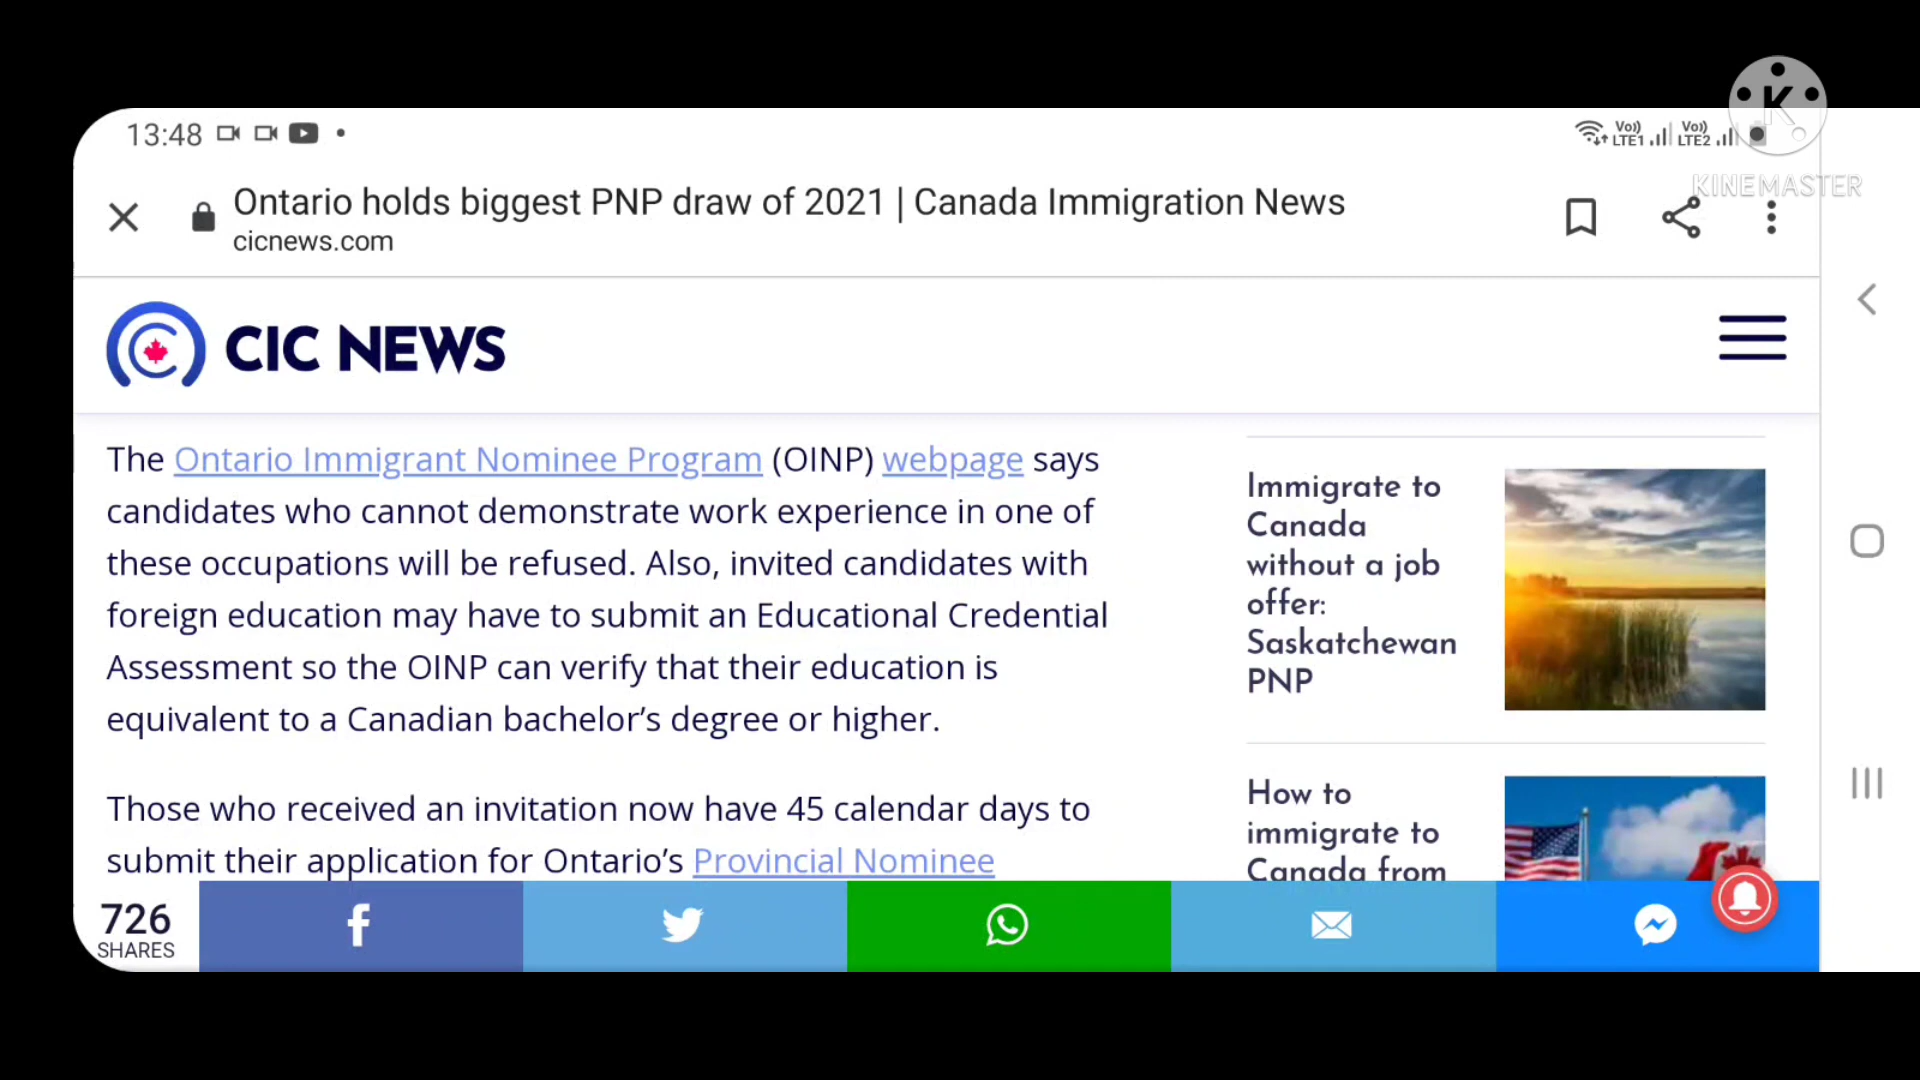 13:48
Vo)) LTE1 Vo)) LTE2
KINEMASTER
Ontario holds biggest PNP draw of 2021 | Canada Immigration News
cicnews.com
CIC NEWS
The Ontario Immigrant Nominee Program (OINP) webpage says
candidates who cannot demonstrate work experience in one of
these occupations will be refused. Also, invited candidates with
foreign education may have to submit an Educational Credential
Assessment so the OINP can verify that their education is
equivalent to a Canadian bachelor’s degree or higher.
Those who received an invitation now have 45 calendar days to
submit their application for Ontario’s Provincial Nominee
Immigrate to
Canada
without a job
offer:
Saskatchewan
PNP
How to
immigrate to
Canada from
726
SHARES